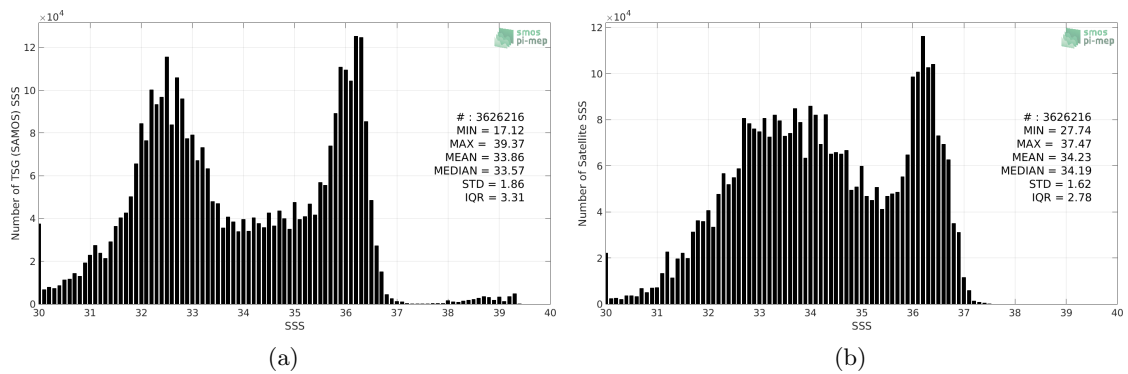 ×10⁴
12
10
8
6
4
2
0
Number of TSG (SAMOS) SSS
30 31 32 33 34 35 36 37 38 39 40
SSS
smos
pi-mep
# : 3626216
MIN = 17.12
MAX = 39.37
MEAN = 33.86
MEDIAN = 33.57
STD = 1.86
IQR = 3.31
(a)
×10⁴
12
10
8
6
4
2
0
Number of Satellite SSS
30 31 32 33 34 35 36 37 38 39 40
SSS
smos
pi-mep
# : 3626216
MIN = 27.74
MAX = 37.47
MEAN = 34.23
MEDIAN = 34.19
STD = 1.62
IQR = 2.78
(b)